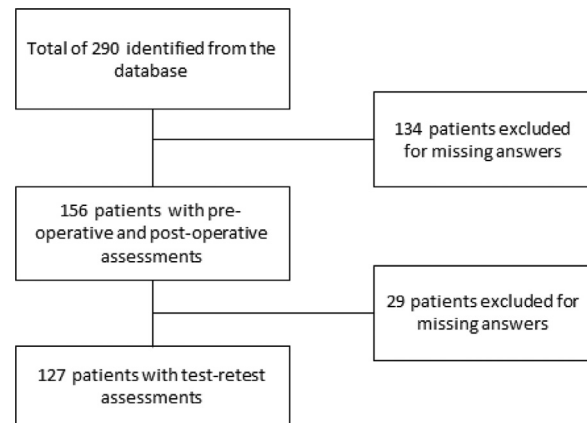 Total of 290 identified from the
database
134 patients excluded
for missing answers
156 patients with pre-
operative and post-operative
assessments
29 patients excluded for
missing answers
127 patients with test-retest
assessments